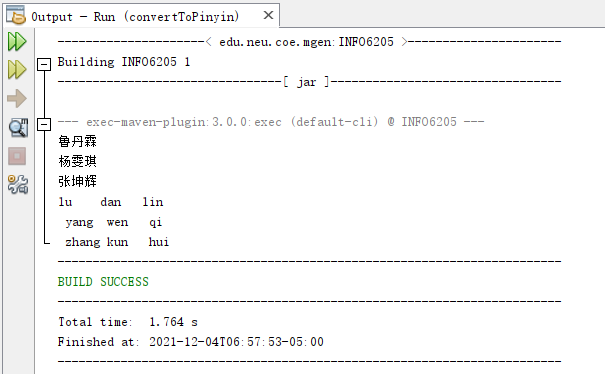 Output - Run (convertToPinyin) ×
--------------------< edu.neu.coe.mgen:INFO6205 >---------------------
Building INFO6205 1
--------------------------------[ jar ]---------------------------------
--- exec-maven-plugin:3.0.0:exec (default-cli) @ INFO6205 ---
鲁丹霖
杨雯琪
张坤辉
lu dan lin
yang wen qi
zhang kun hui
------------------------------------------------------------------------
BUILD SUCCESS
------------------------------------------------------------------------
Total time: 1.764 s
Finished at: 2021-12-04T06:57:53-05:00
------------------------------------------------------------------------